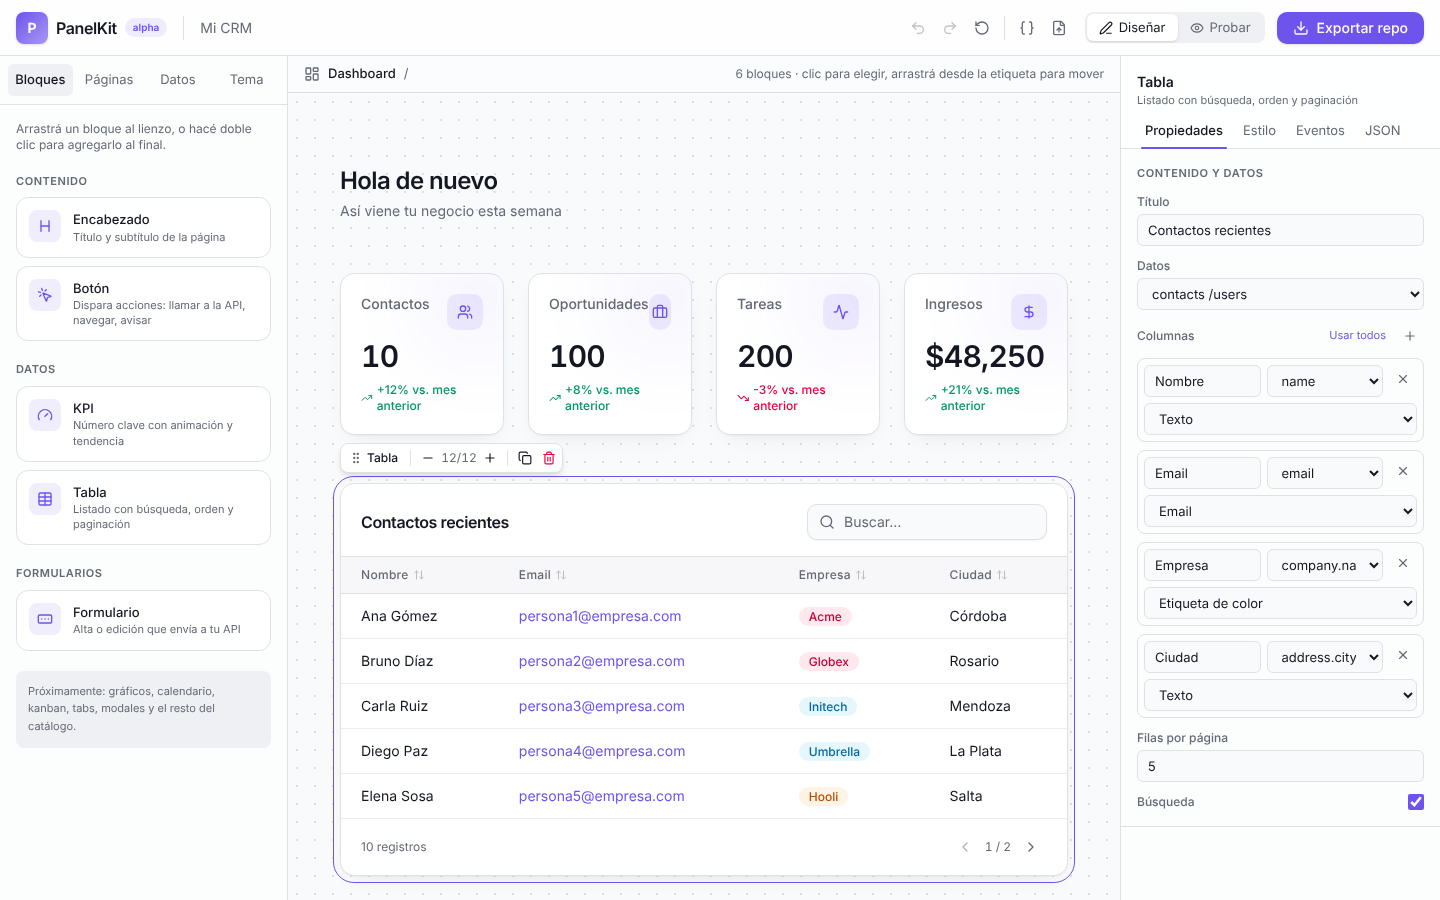 P PanelKit alpha Mi CRM
Diseñar Probar Exportar repo
Bloques Páginas Datos Tema
Arrastrá un bloque al lienzo, o hacé doble
clic para agregarlo al final.
CONTENIDO
Encabezado
Título y subtítulo de la página
Botón
Dispara acciones: llamar a la API,
navegar, avisar
DATOS
KPI
Número clave con animación y
tendencia
Tabla
Listado con búsqueda, orden y
paginación
FORMULARIOS
Formulario
Alta o edición que envía a tu API
Próximamente: gráficos, calendario,
kanban, tabs, modales y el resto del
catálogo.
Dashboard /
6 bloques · clic para elegir, arrastrá desde la etiqueta para mover
Hola de nuevo
Así viene tu negocio esta semana
Contactos
10
+12% vs. mes
anterior
Oportunidades
100
+8% vs. mes
anterior
Tareas
200
-3% vs. mes
anterior
Ingresos
$48,250
+21% vs. mes
anterior
Tabla 12/12
Contactos recientes
Buscar...
Nombre Email Empresa Ciudad
Ana Gómez persona1@empresa.com Acme Córdoba
Bruno Díaz persona2@empresa.com Globex Rosario
Carla Ruiz persona3@empresa.com Initech Mendoza
Diego Paz persona4@empresa.com Umbrella La Plata
Elena Sosa persona5@empresa.com Hooli Salta
10 registros
1 / 2
Tabla
Listado con búsqueda, orden y paginación
Propiedades Estilo Eventos JSON
CONTENIDO Y DATOS
Título
Contactos recientes
Datos
contacts /users
Columnas Usar todos
Nombre name
Texto
Email email
Email
Empresa company.na
Etiqueta de color
Ciudad address.city
Texto
Filas por página
5
Búsqueda